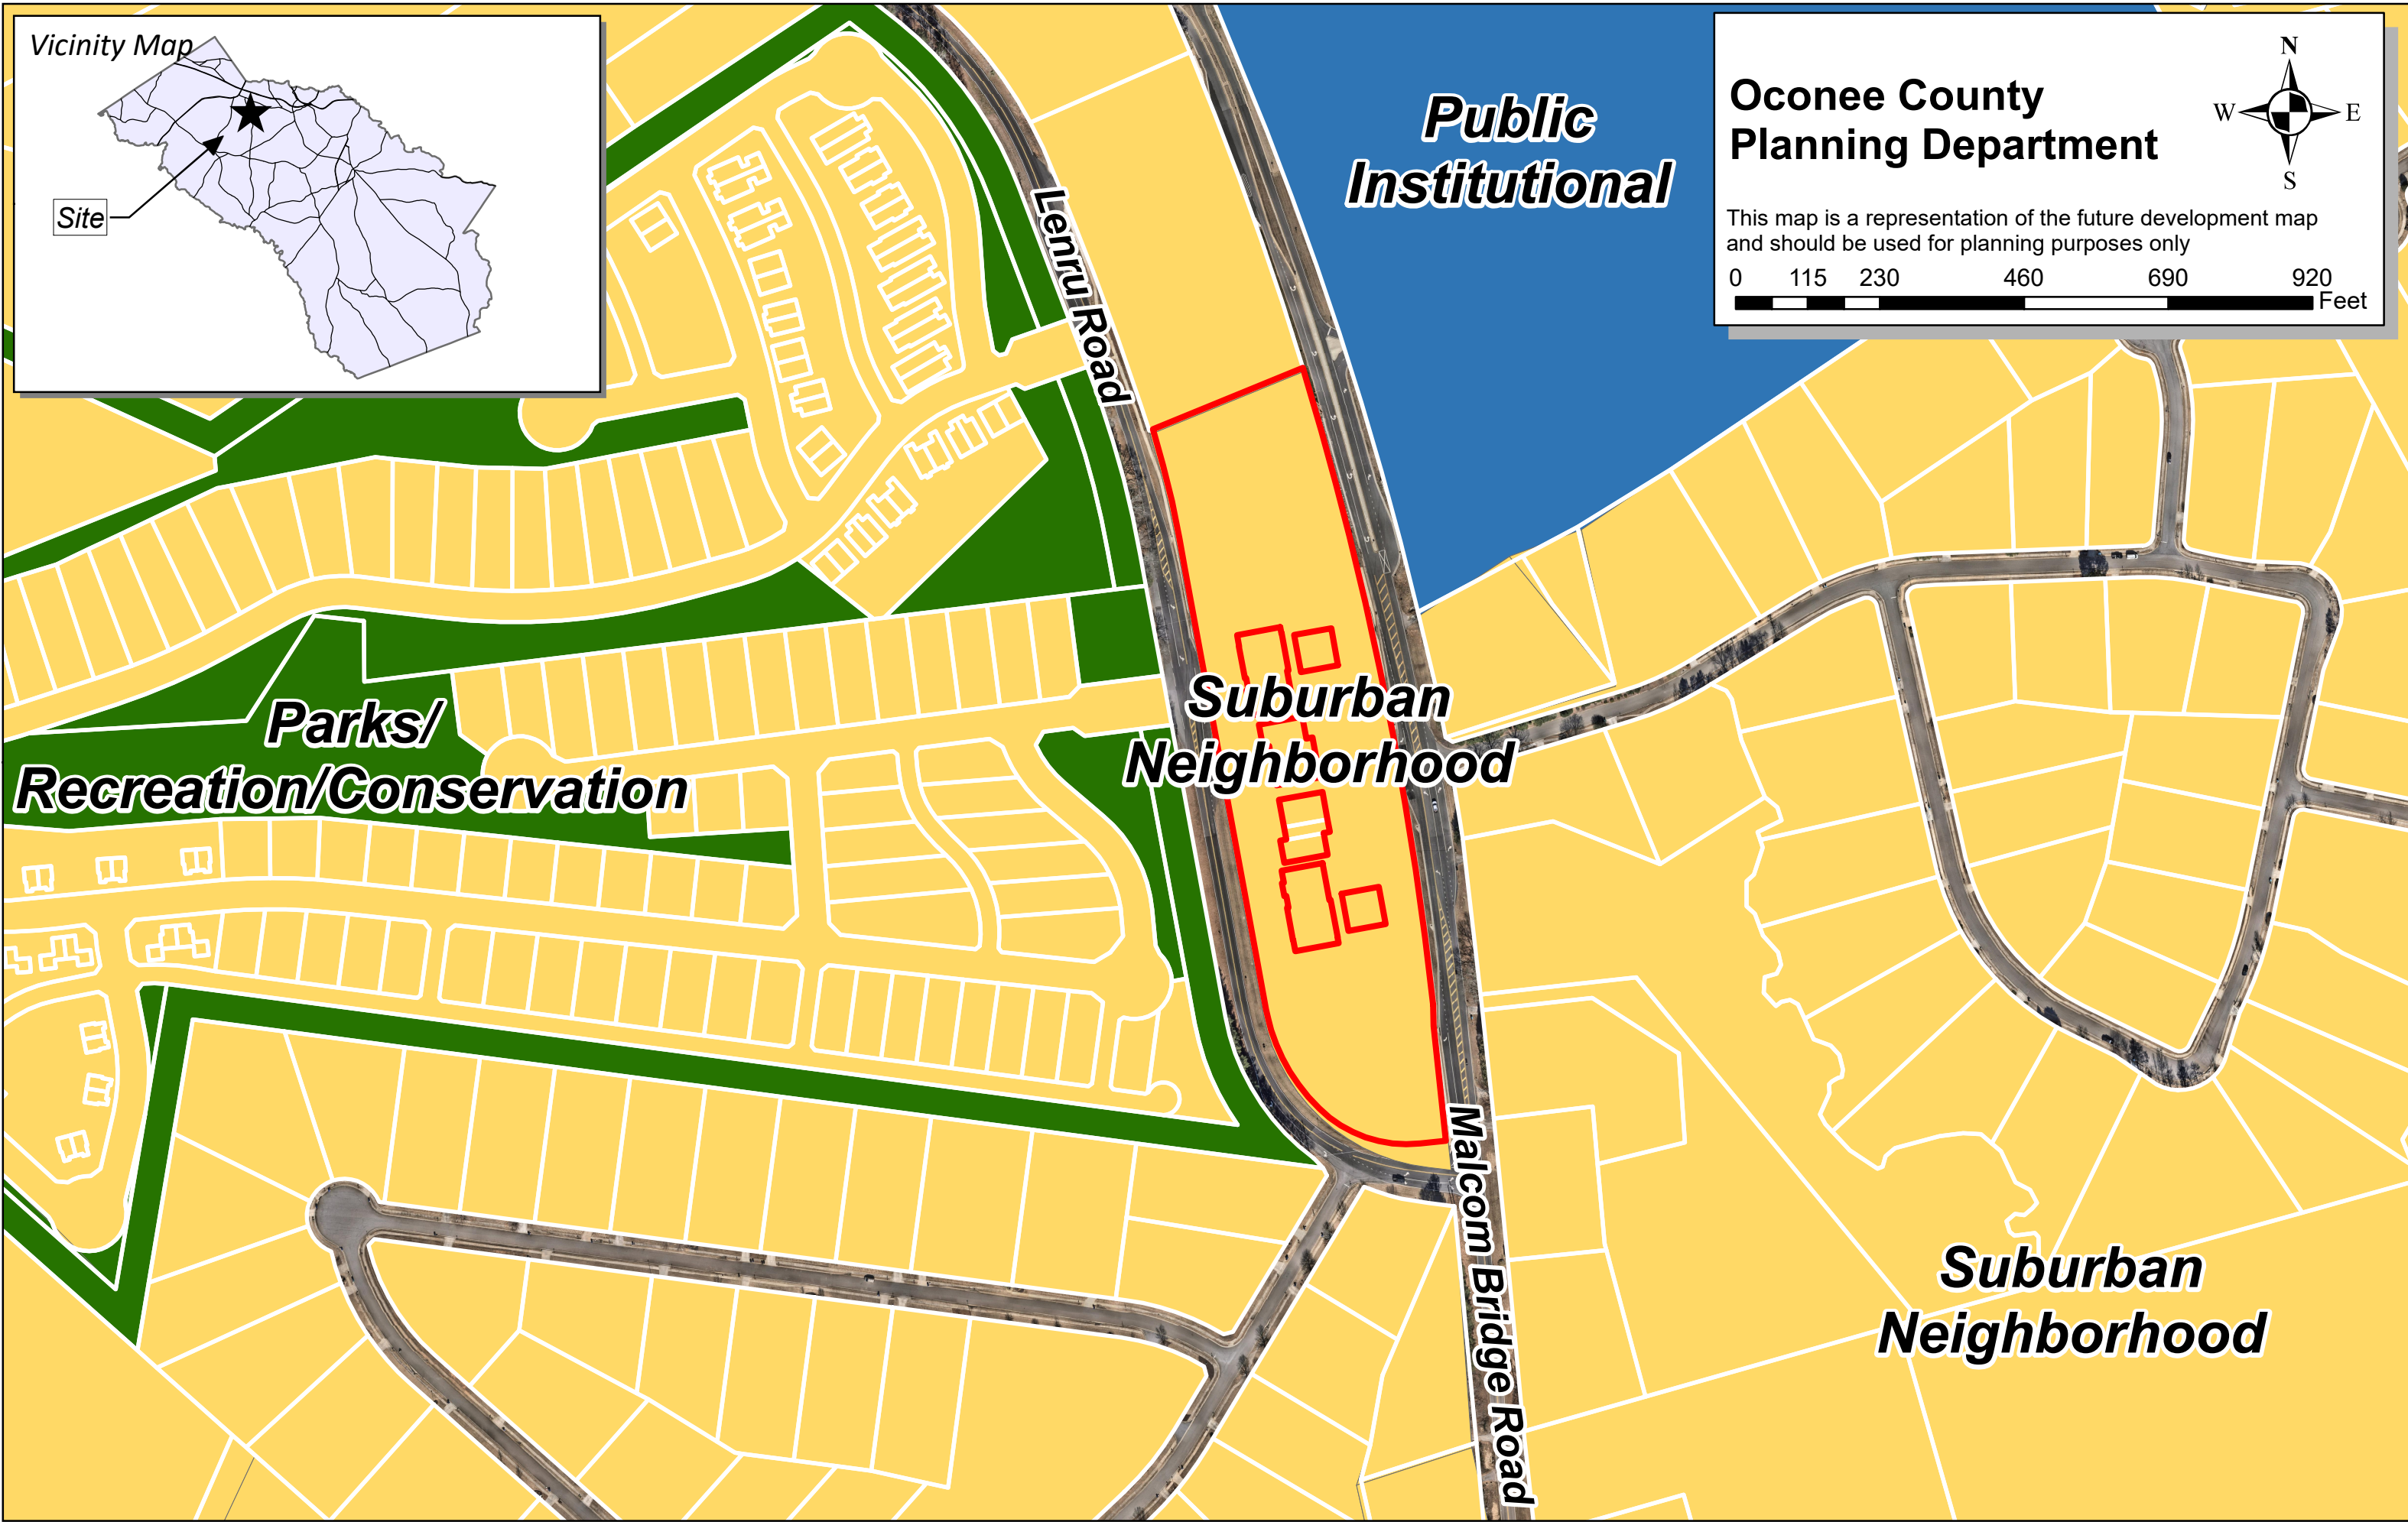 Vicinity Map
Site
Oconee County
Planning Department
N
W
E
S
This map is a representation of the future development map
and should be used for planning purposes only
0 115 230 460 690 920
Feet
Public
Institutional
Lenru Road
Suburban
Neighborhood
Parks/
Recreation/Conservation
Malcom Bridge Road
Suburban
Neighborhood